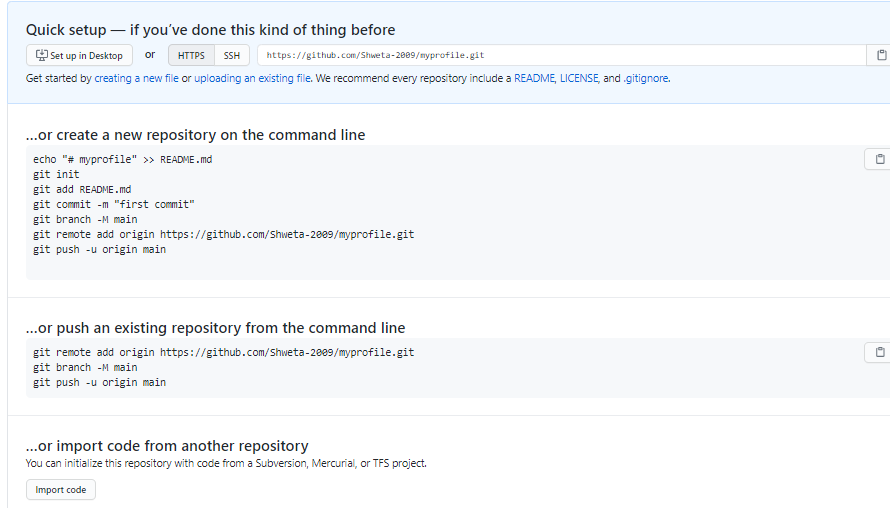 Quick setup — if you've done this kind of thing before
Set up in Desktop or HTTPS SSH https://github.com/Shweta-2009/myprofile.git
Get started by creating a new file or uploading an existing file. We recommend every repository include a README, LICENSE, and .gitignore.
...or create a new repository on the command line
echo "# myprofile" >> README.md
git init
git add README.md
git commit -m "first commit"
git branch -M main
git remote add origin https://github.com/Shweta-2009/myprofile.git
git push -u origin main
...or push an existing repository from the command line
git remote add origin https://github.com/Shweta-2009/myprofile.git
git branch -M main
git push -u origin main
...or import code from another repository
You can initialize this repository with code from a Subversion, Mercurial, or TFS project.
Import code